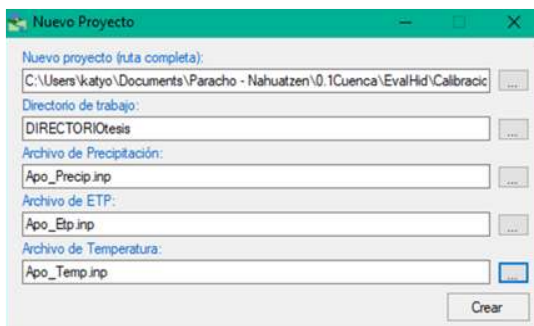 Nuevo Proyecto
Nuevo proyecto (ruta completa):
C:\Users\katyo\Documents\Paracho - Nahuatzen\0.1Cuenca\EvalHid\Calibracic
...
Directorio de trabajo:
DIRECTORIOtesis
...
Archivo de Precipitación:
Apo_Precip.inp
...
Archivo de ETP:
Apo_Etp.inp
...
Archivo de Temperatura:
Apo_Temp.inp
...
Crear